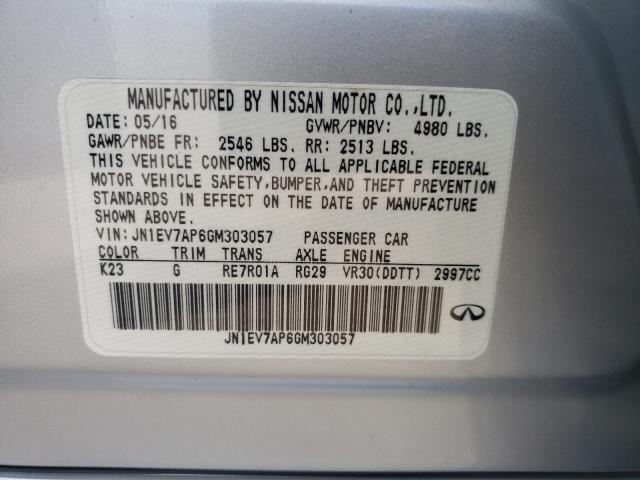 MANUFACTURED BY NISSAN MOTOR CO.,LTD.
DATE: 05/16 GVWR/PNBV: 4980 LBS.
GAWR/PNBE FR: 2546 LBS. RR: 2513 LBS.
THIS VEHICLE CONFORMS TO ALL APPLICABLE FEDERAL
MOTOR VEHICLE SAFETY,BUMPER,AND THEFT PREVENTION
STANDARDS IN EFFECT ON THE DATE OF MANUFACTURE
SHOWN ABOVE.
VIN:JN1EV7AP6GM303057 PASSENGER CAR
COLOR TRIM TRANS AXLE ENGINE
K23 G RE7R01A RG29 VR30(DDTT) 2997CC
JN1EV7AP6GM303057